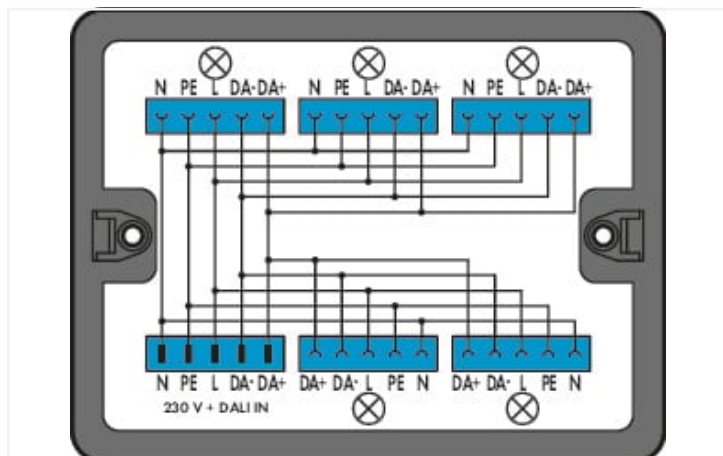 N PE L DA- DA+ N PE L DA- DA+ N PE L DA- DA+
N PE L DA- DA+ DA+ DA- L PE N DA+ DA- L PE N
230 V + DALI IN